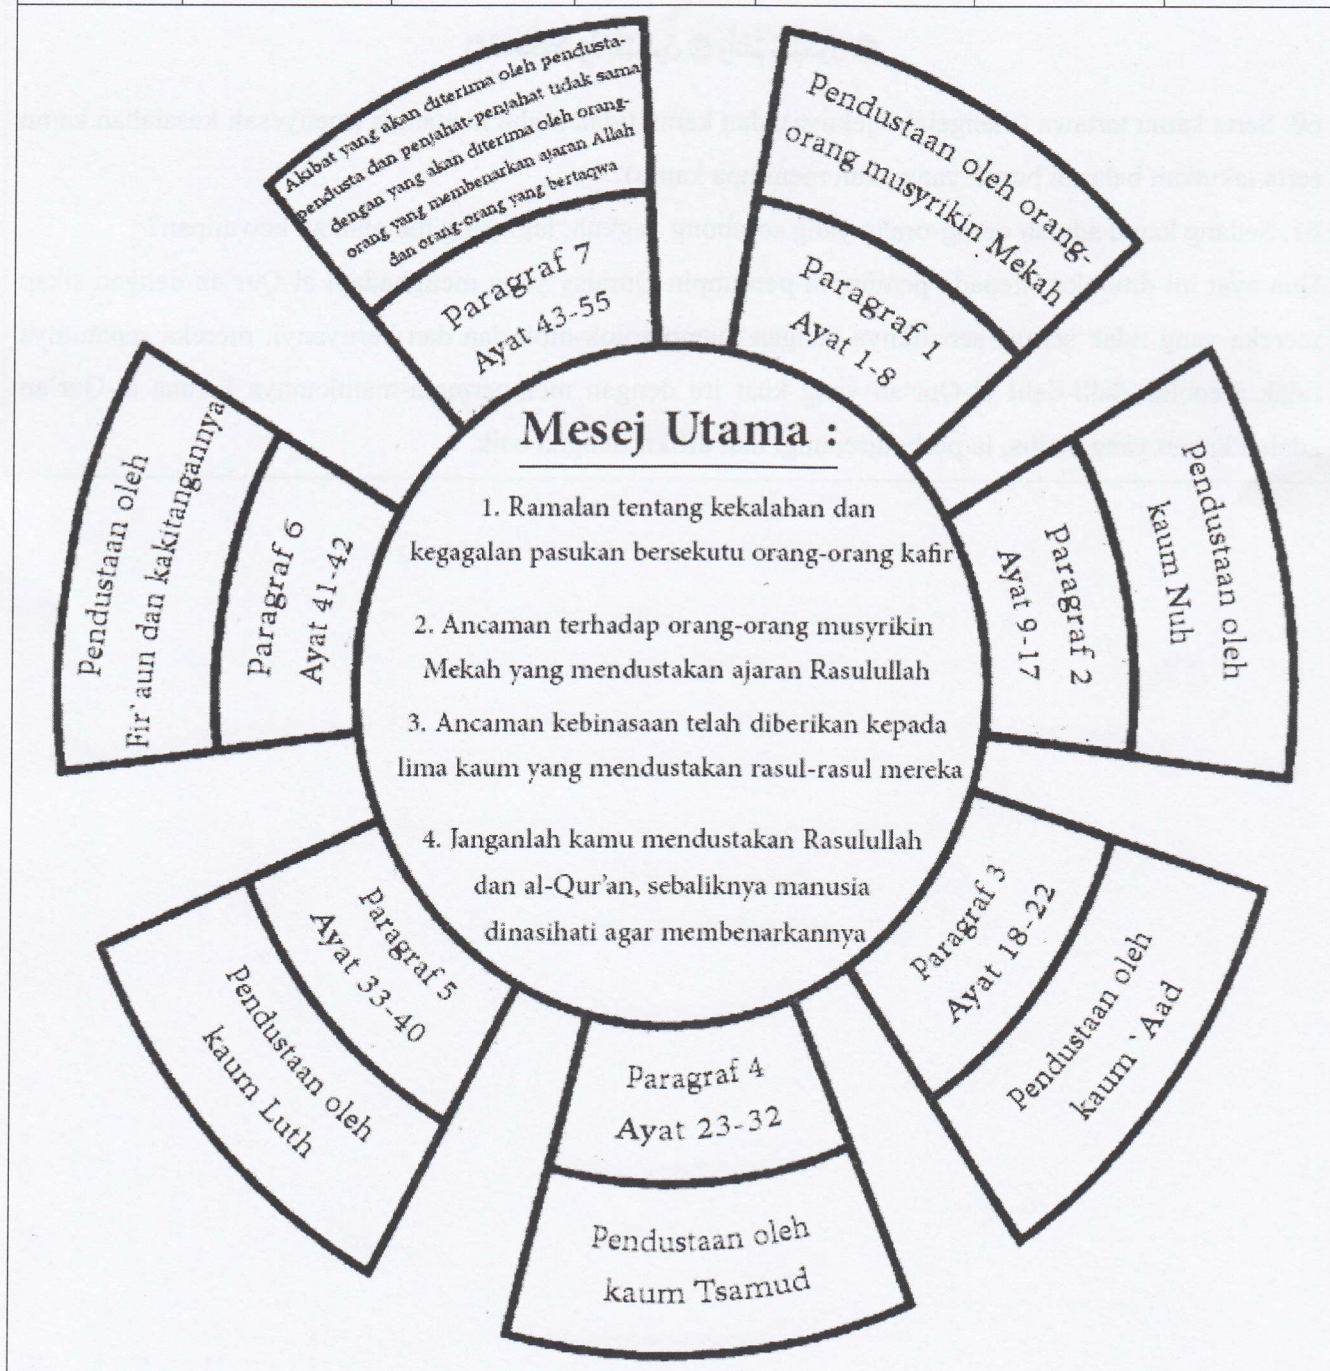 Mesej Utama :
1. Ramalan tentang kekalahan dan
kegagalan pasukan bersekutu orang-orang kafir
2. Ancaman terhadap orang-orang musyrikin
Mekah yang mendustakan ajaran Rasulullah
3. Ancaman kebinasaan telah diberikan kepada
lima kaum yang mendustakan rasul-rasul mereka
4. Janganlah kamu mendustakan Rasulullah
dan al-Qur'an, sebaliknya manusia
dinasihati agar membenarkannya
Pendustaan oleh orang-
orang musyrikin Mekah
Paragraf 1
Ayat 1-8
Pendustaan oleh
kaum Nuh
Paragraf 2
Ayat 9-17
Paragraf 3
Ayat 18-22
Pendustaan oleh
kaum `Aad
Paragraf 4
Ayat 23-32
Pendustaan oleh
kaum Tsamud
Paragraf 5
Ayat 33-40
Pendustaan oleh
kaum Luth
Pendustaan oleh
Fir`aun dan kakitangannya
Paragraf 6
Ayat 41-42
Akibat yang akan diterima oleh pendusta-
pendusta dan penjahat-penjahat tidak sama
dengan yang akan diterima oleh orang-
orang yang membenarkan ajaran Allah
dan orang-orang yang bertaqwa
Paragraf 7
Ayat 43-55